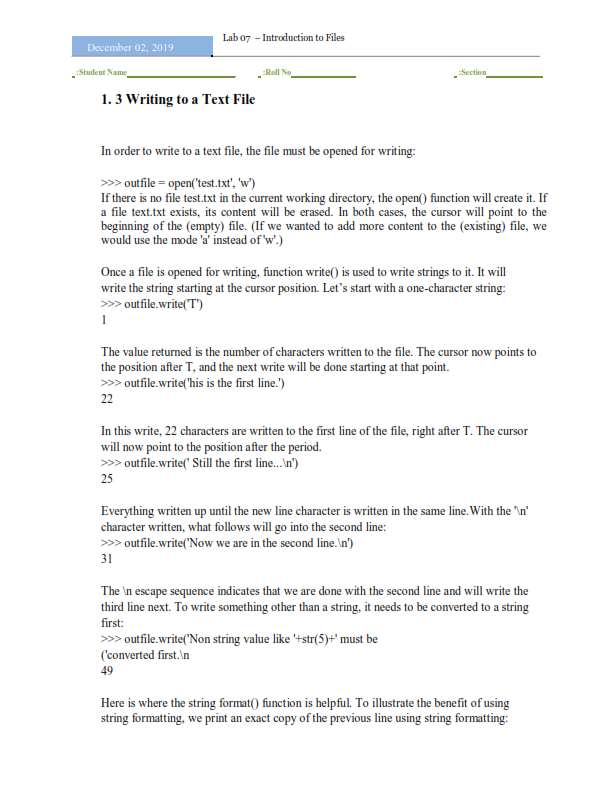 Lab 07 – Introduction to Files
December 02, 2019
:Student Name :Roll No :Section
1. 3 Writing to a Text File
In order to write to a text file, the file must be opened for writing:
>>> outfile = open('test.txt', 'w')
If there is no file test.txt in the current working directory, the open() function will create it. If
a file text.txt exists, its content will be erased. In both cases, the cursor will point to the
beginning of the (empty) file. (If we wanted to add more content to the (existing) file, we
would use the mode 'a' instead of 'w'.)
Once a file is opened for writing, function write() is used to write strings to it. It will
write the string starting at the cursor position. Let’s start with a one-character string:
>>> outfile.write('T')
1
The value returned is the number of characters written to the file. The cursor now points to
the position after T, and the next write will be done starting at that point.
>>> outfile.write('his is the first line.')
22
In this write, 22 characters are written to the first line of the file, right after T. The cursor
will now point to the position after the period.
>>> outfile.write(' Still the first line...\n')
25
Everything written up until the new line character is written in the same line.With the '\n'
character written, what follows will go into the second line:
>>> outfile.write('Now we are in the second line.\n')
31
The \n escape sequence indicates that we are done with the second line and will write the
third line next. To write something other than a string, it needs to be converted to a string
first:
>>> outfile.write('Non string value like '+str(5)+' must be
('converted first.\n
49
Here is where the string format() function is helpful. To illustrate the benefit of using
string formatting, we print an exact copy of the previous line using string formatting: